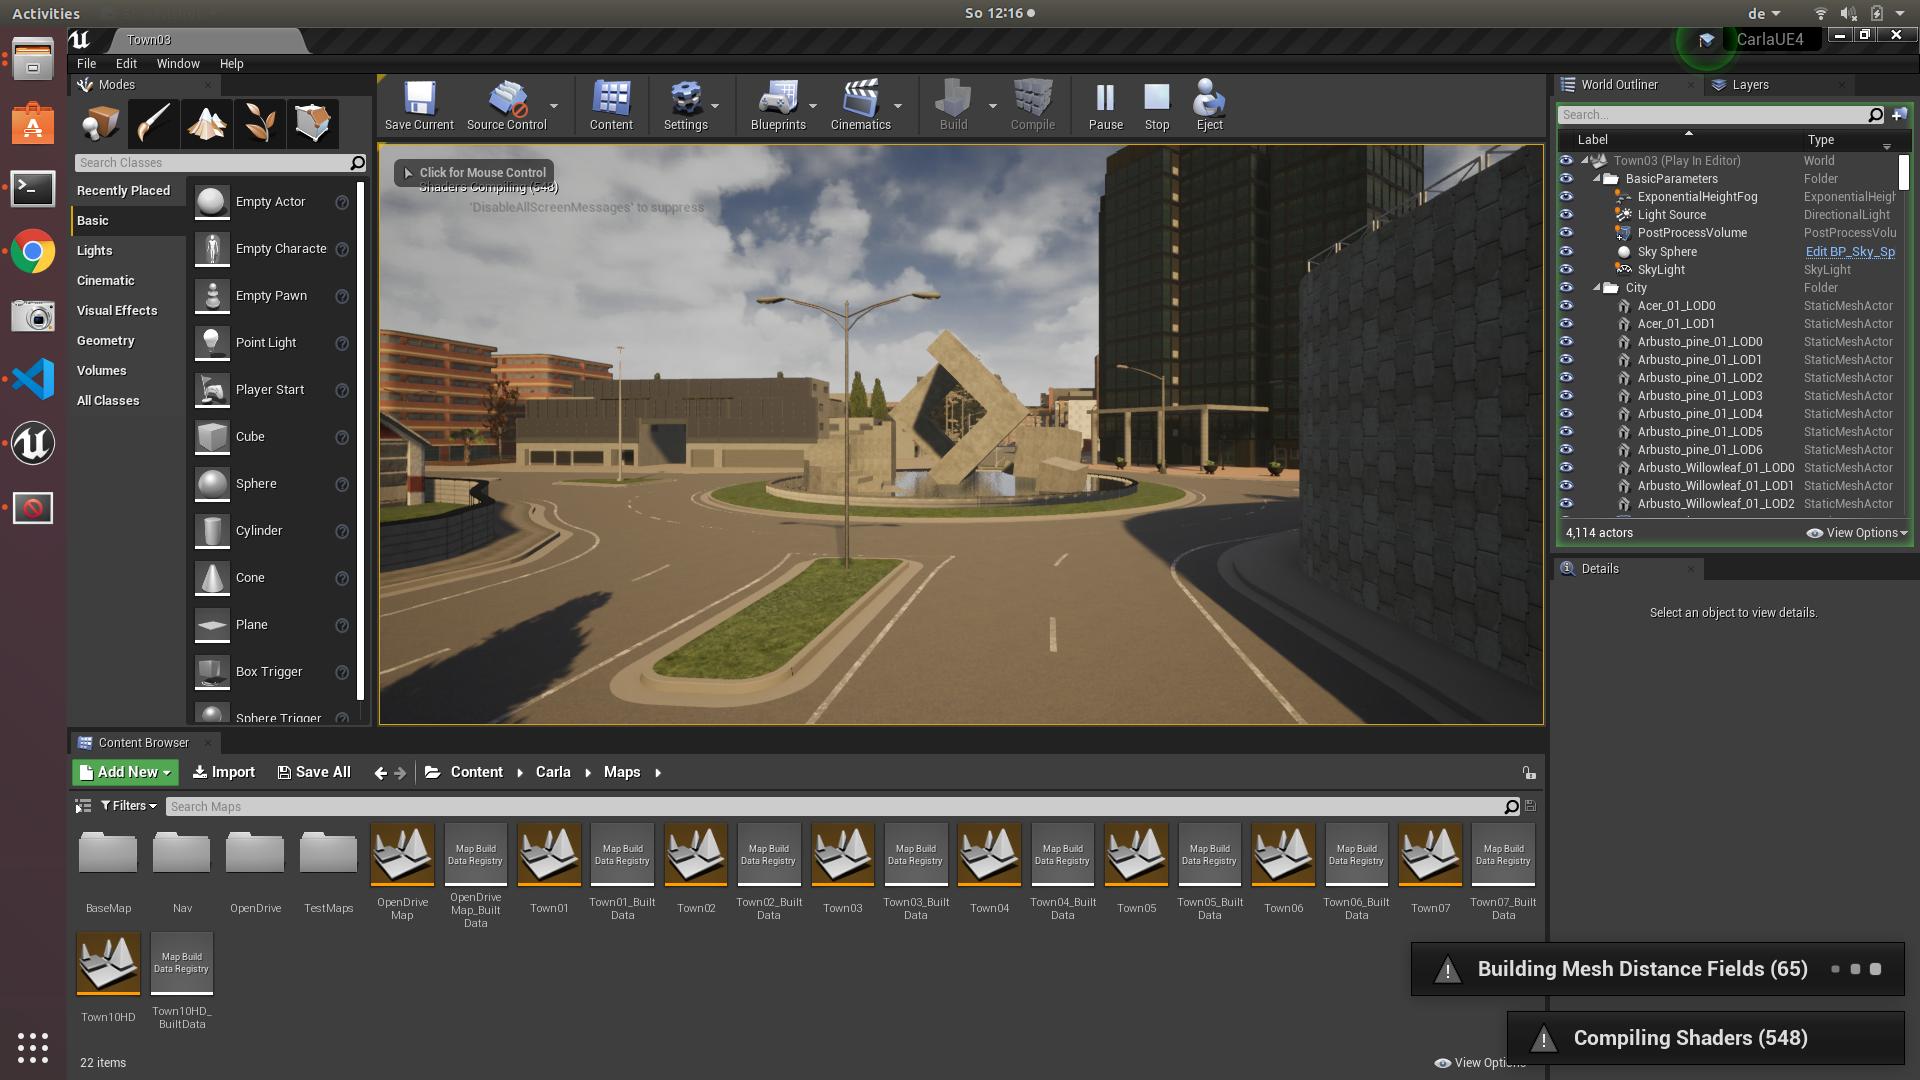 Activities
So 12:16
de
Town03
CarlaUE4
File Edit Window Help
Modes
Search Classes
Recently Placed
Basic
Lights
Cinematic
Visual Effects
Geometry
Volumes
All Classes
Empty Actor
Empty Characte
Empty Pawn
Point Light
Player Start
Cube
Sphere
Cylinder
Cone
Plane
Box Trigger
Sphere Trigger
Save Current
Source Control
Content
Settings
Blueprints
Cinematics
Build
Compile
Pause
Stop
Eject
Click for Mouse Control
Shaders Compiling (548)
'DisableAllScreenMessages' to suppress
World Outliner
Layers
Search...
Label Type
Town03 (Play In Editor) World
BasicParameters Folder
ExponentialHeightFog ExponentialHeigh
Light Source DirectionalLight
PostProcessVolume PostProcessVolu
Sky Sphere Edit BP_Sky_Sp
SkyLight SkyLight
City Folder
Acer_01_LOD0 StaticMeshActor
Acer_01_LOD1 StaticMeshActor
Arbusto_pine_01_LOD0 StaticMeshActor
Arbusto_pine_01_LOD1 StaticMeshActor
Arbusto_pine_01_LOD2 StaticMeshActor
Arbusto_pine_01_LOD3 StaticMeshActor
Arbusto_pine_01_LOD4 StaticMeshActor
Arbusto_pine_01_LOD5 StaticMeshActor
Arbusto_pine_01_LOD6 StaticMeshActor
Arbusto_Willowleaf_01_LOD0 StaticMeshActor
Arbusto_Willowleaf_01_LOD1 StaticMeshActor
Arbusto_Willowleaf_01_LOD2 StaticMeshActor
4,114 actors
View Options
Details
Select an object to view details.
Content Browser
Add New Import Save All Content Carla Maps
Filters
Search Maps
BaseMap
Nav
OpenDrive
TestMaps
OpenDrive
Map
Map Build
Data Registry
OpenDrive
Map_Built
Data
Town01
Map Build
Data Registry
Town01_Built
Data
Town02
Map Build
Data Registry
Town02_Built
Data
Town03
Map Build
Data Registry
Town03_Built
Data
Town04
Map Build
Data Registry
Town04_Built
Data
Town05
Map Build
Data Registry
Town05_Built
Data
Town06
Map Build
Data Registry
Town06_Built
Data
Town07
Map Build
Data Registry
Town07_Built
Data
Town10HD
Map Build
Data Registry
Town10HD_
BuiltData
22 items
View Options
Building Mesh Distance Fields (65)
Compiling Shaders (548)